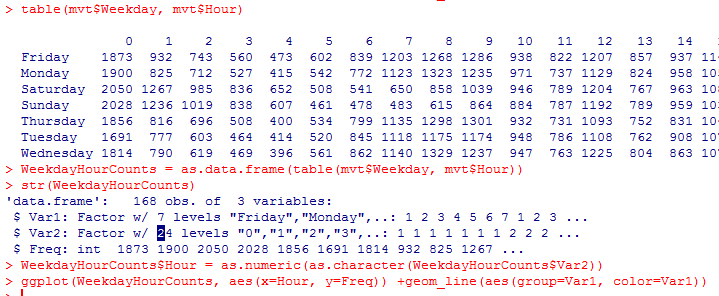 > table(mvt$Weekday, mvt$Hour)
0 1 2 3 4 5 6 7 8 9 10 11 12 13 14
Friday 1873 932 743 560 473 602 839 1203 1268 1286 938 822 1207 857 937
Monday 1900 825 712 527 415 542 772 1123 1323 1235 971 737 1129 824 958
Saturday 2050 1267 985 836 652 508 541 650 858 1039 946 789 1204 767 963
Sunday 2028 1236 1019 838 607 461 478 483 615 864 884 787 1192 789 959
Thursday 1856 816 696 508 400 534 799 1135 1298 1301 932 731 1093 752 831
Tuesday 1691 777 603 464 414 520 845 1118 1175 1174 948 786 1108 762 908
Wednesday 1814 790 619 469 396 561 862 1140 1329 1237 947 763 1225 804 863
> WeekdayHourCounts = as.data.frame(table(mvt$Weekday, mvt$Hour))
> str(WeekdayHourCounts)
'data.frame': 168 obs. of 3 variables:
$ Var1: Factor w/ 7 levels "Friday","Monday",..: 1 2 3 4 5 6 7 1 2 3 ...
$ Var2: Factor w/ 24 levels "0","1","2","3",..: 1 1 1 1 1 1 1 2 2 2 ...
$ Freq: int 1873 1900 2050 2028 1856 1691 1814 932 825 1267 ...
> WeekdayHourCounts$Hour = as.numeric(as.character(WeekdayHourCounts$Var2))
> ggplot(WeekdayHourCounts, aes(x=Hour, y=Freq)) +geom_line(aes(group=Var1, color=Var1))